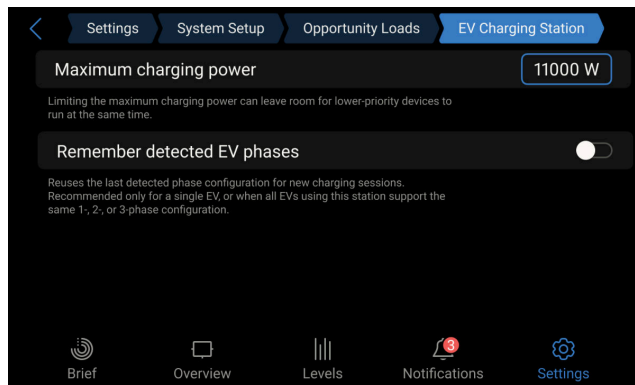 Settings
System Setup
Opportunity Loads
EV Charging Station
Maximum charging power
11000 W
Limiting the maximum charging power can leave room for lower-priority devices to
run at the same time.
Remember detected EV phases
Reuses the last detected phase configuration for new charging sessions.
Recommended only for a single EV, or when all EVs using this station support the
same 1-, 2-, or 3-phase configuration.
3
Brief
Overview
Levels
Notifications
Settings